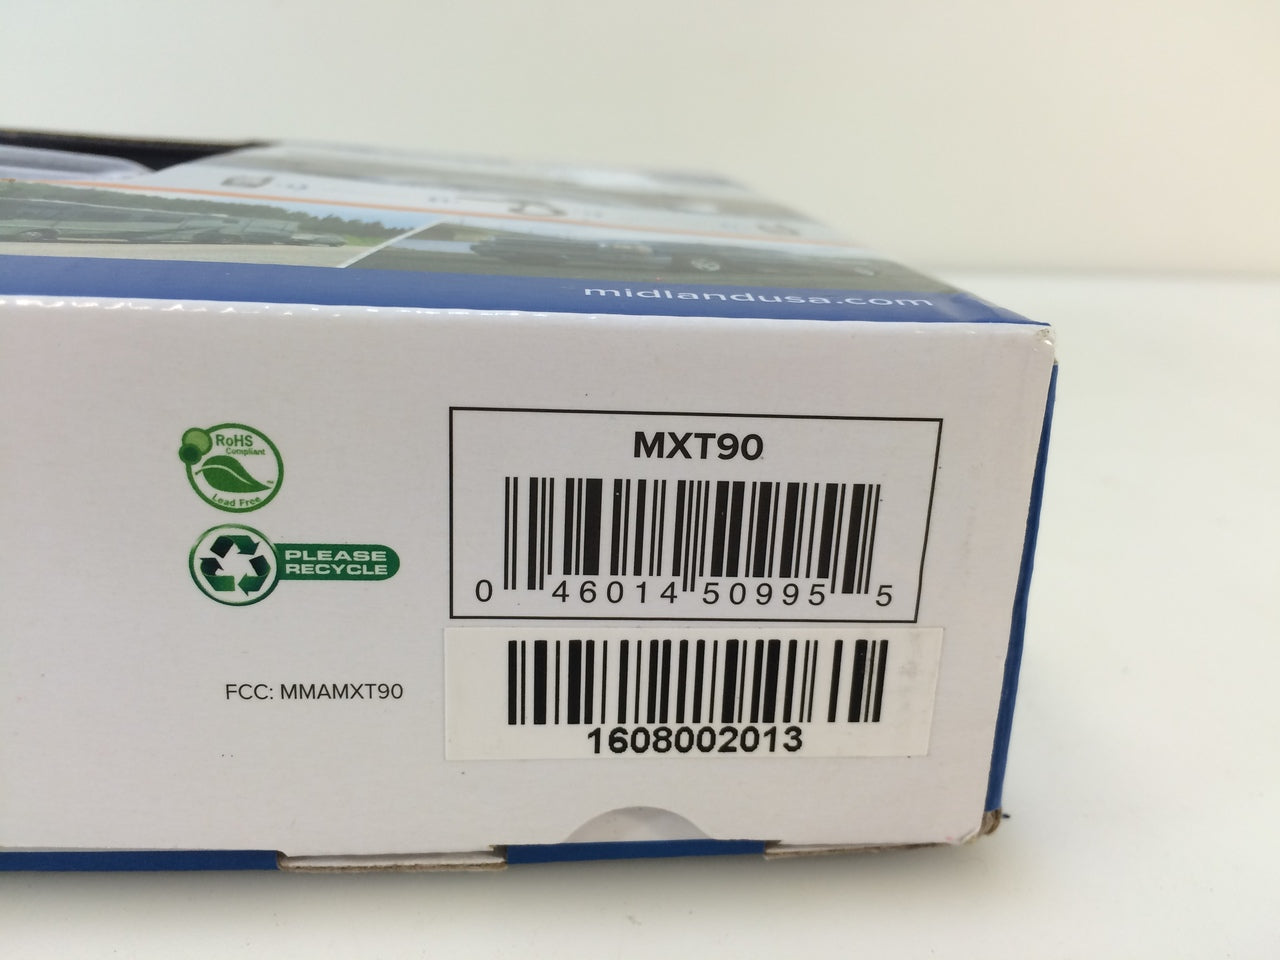 midlandusa.com
RoHS
Compliant
Lead Free
PLEASE
RECYCLE
FCC: MMAMXT90
MXT90
0 46014 50995 5
1608002013